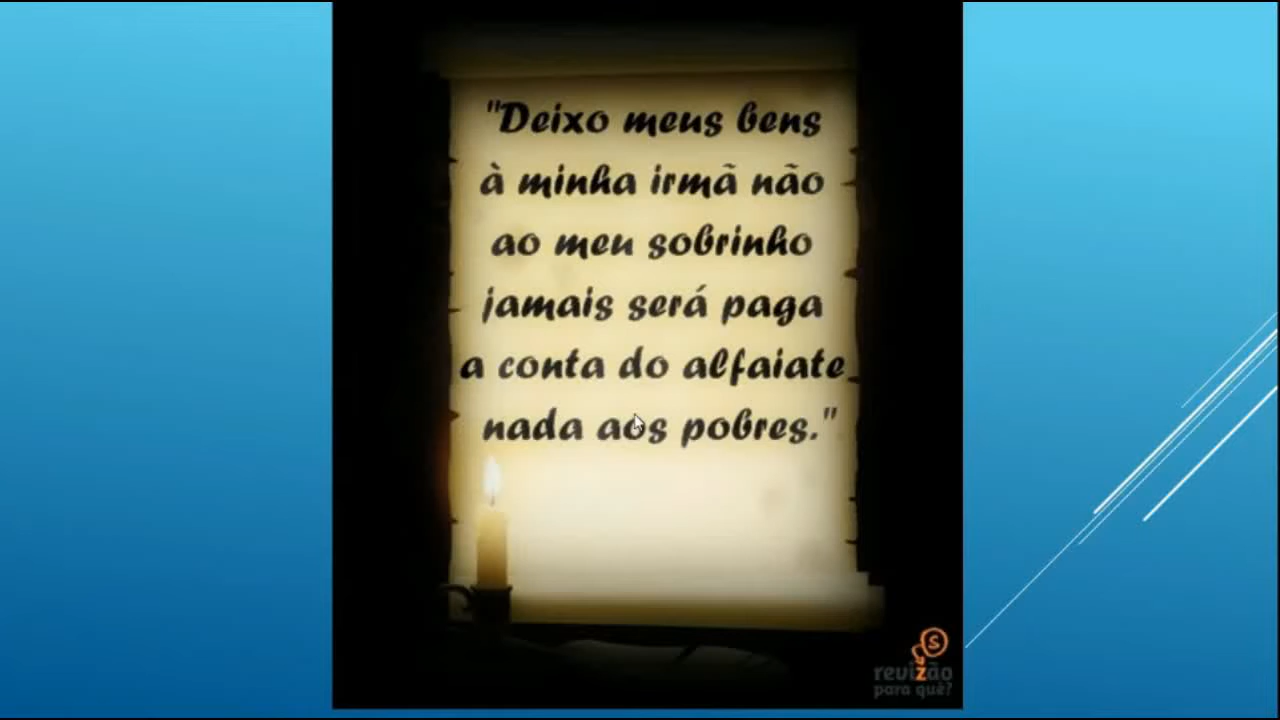 "Deixo meus bens
à minha irmã não
ao meu sobrinho
jamais será paga
a conta do alfaiate
nada aos pobres."
S
revizão
para quê?